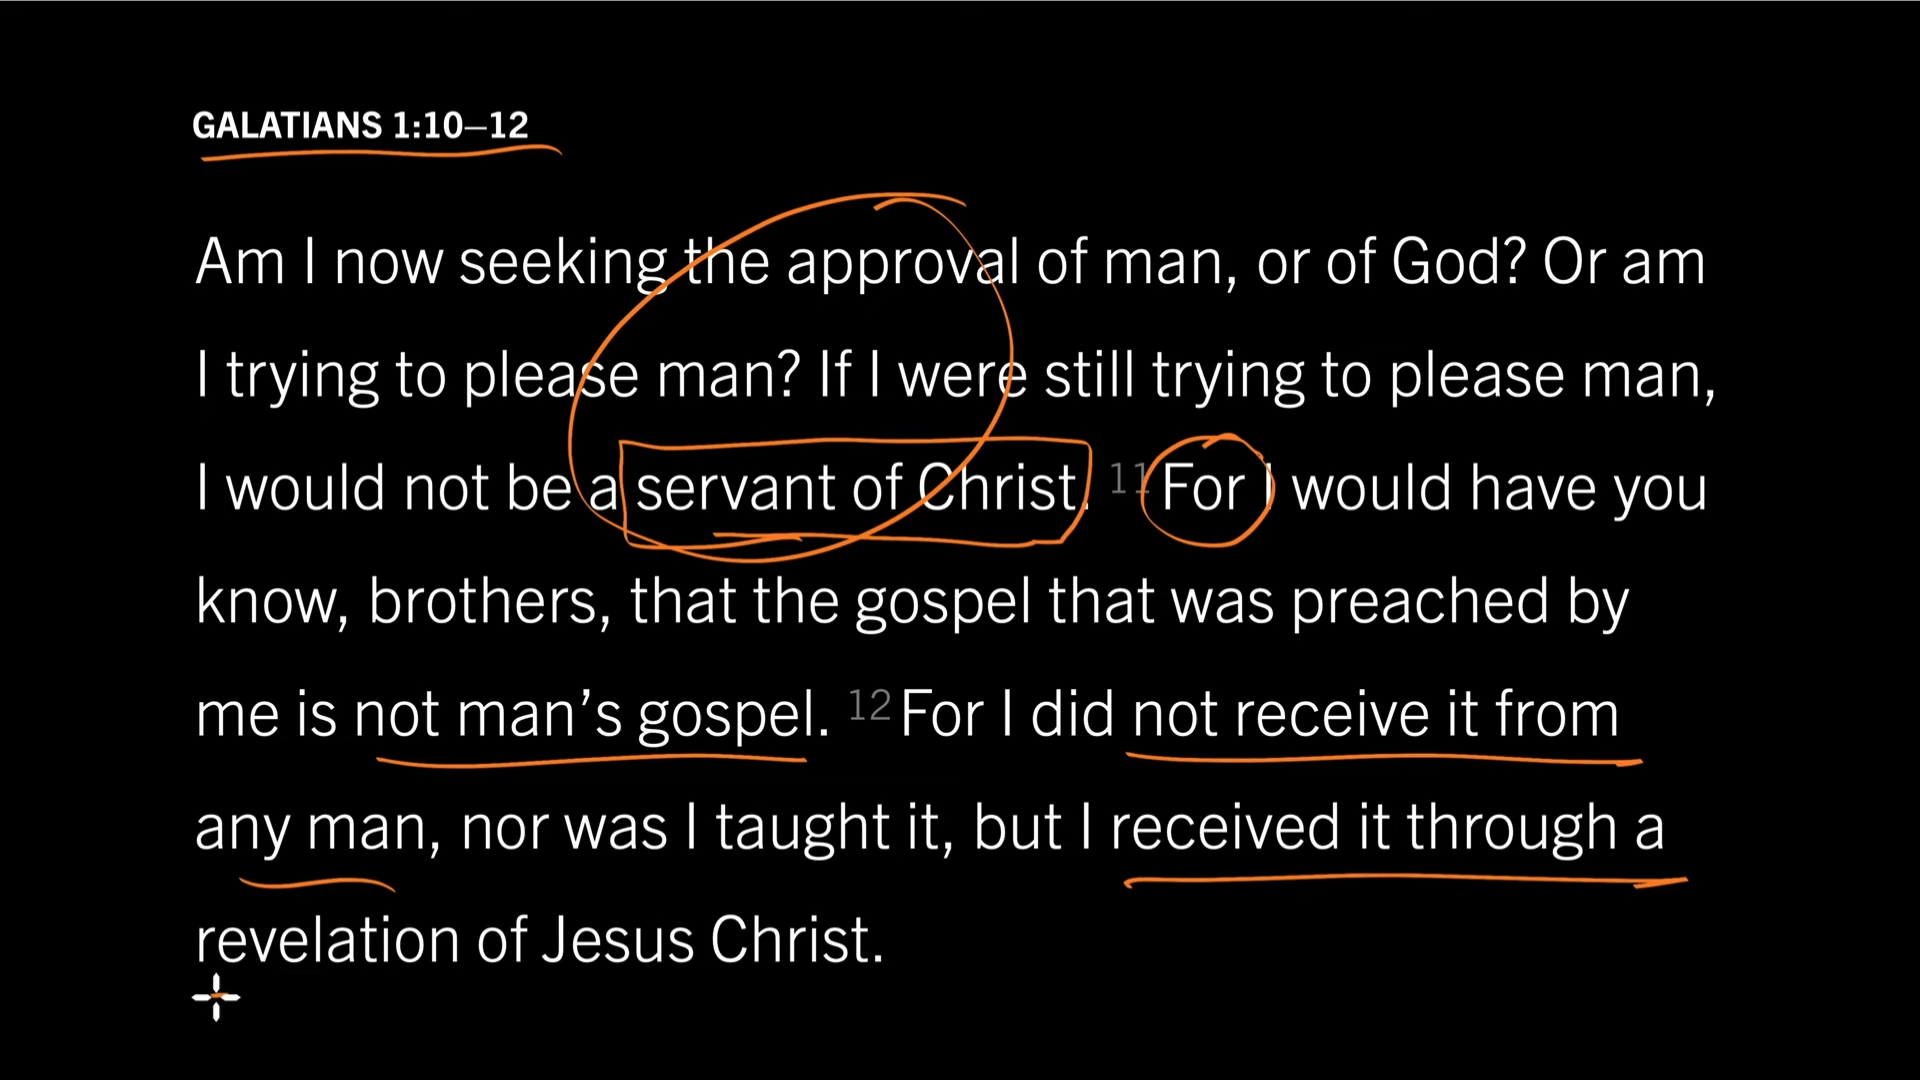 GALATIANS 1:10–12
Am I now seeking the approval of man, or of God? Or am
I trying to please man? If I were still trying to please man,
I would not be a servant of Christ. 11 For I would have you
know, brothers, that the gospel that was preached by
me is not man’s gospel. 12 For I did not receive it from
any man, nor was I taught it, but I received it through a
revelation of Jesus Christ.